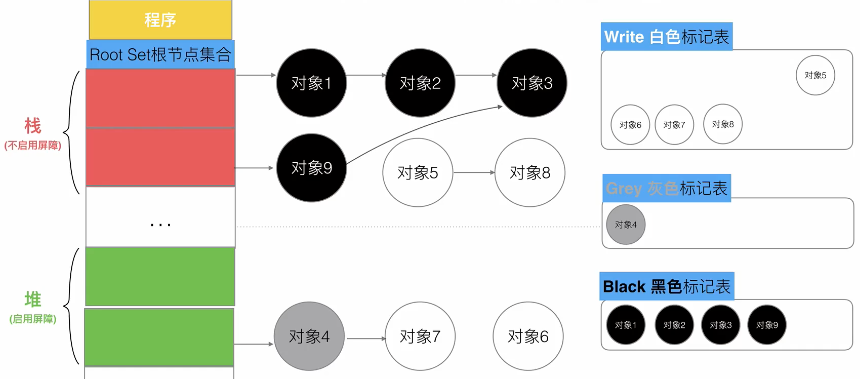 程序
Root Set根节点集合
栈
(不启用屏障)
...
堆
(启用屏障)
对象1
对象2
对象3
对象9
对象5
对象8
对象4
对象7
对象6
Write 白色标记表
对象5
对象6
对象7
对象8
Grey 灰色标记表
对象4
Black 黑色标记表
对象1
对象2
对象3
对象9